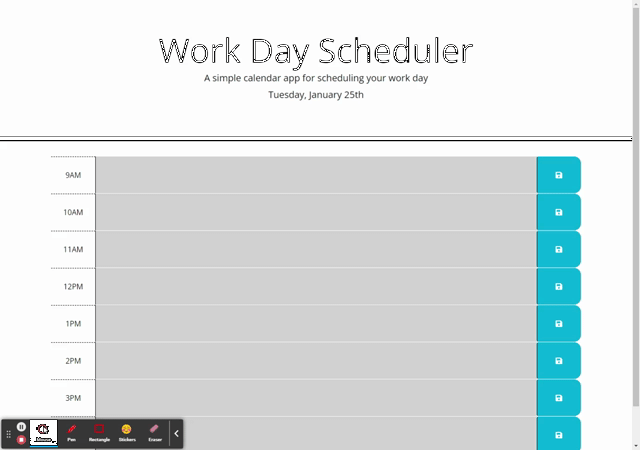 Work Day Scheduler
A simple calendar app for scheduling your work day
Tuesday, January 25th
9AM
10AM
11AM
12PM
1PM
2PM
3PM
Pen
Rectangle
Stickers
Eraser